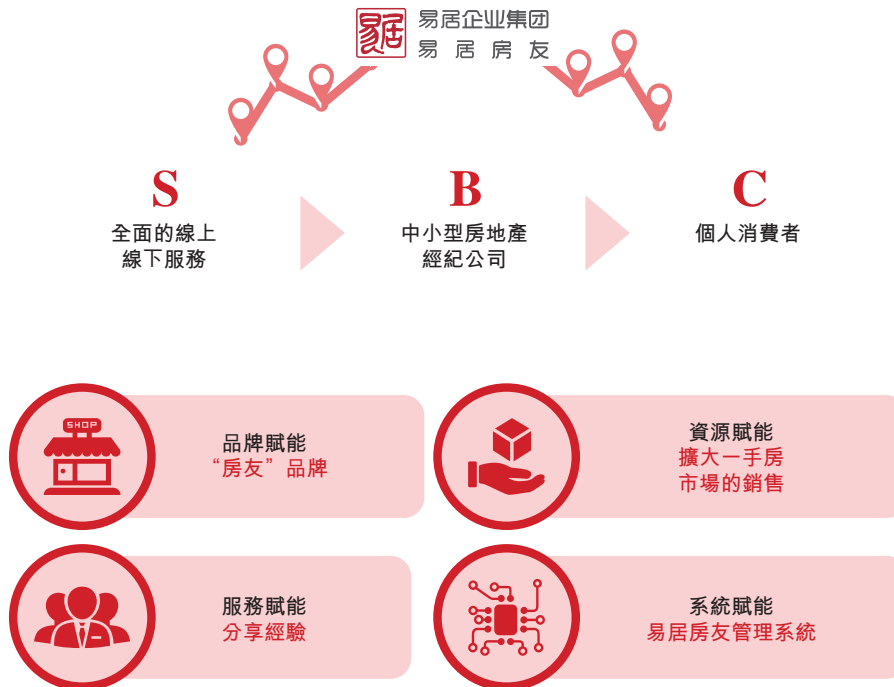 易居
易居企业集团
易居房友
S
B
C
全面的線上
線下服務
中小型房地產
經紀公司
個人消費者
SHOP
品牌賦能
“房友”品牌
資源賦能
擴大一手房
市場的銷售
服務賦能
分享經驗
系統賦能
易居房友管理系統